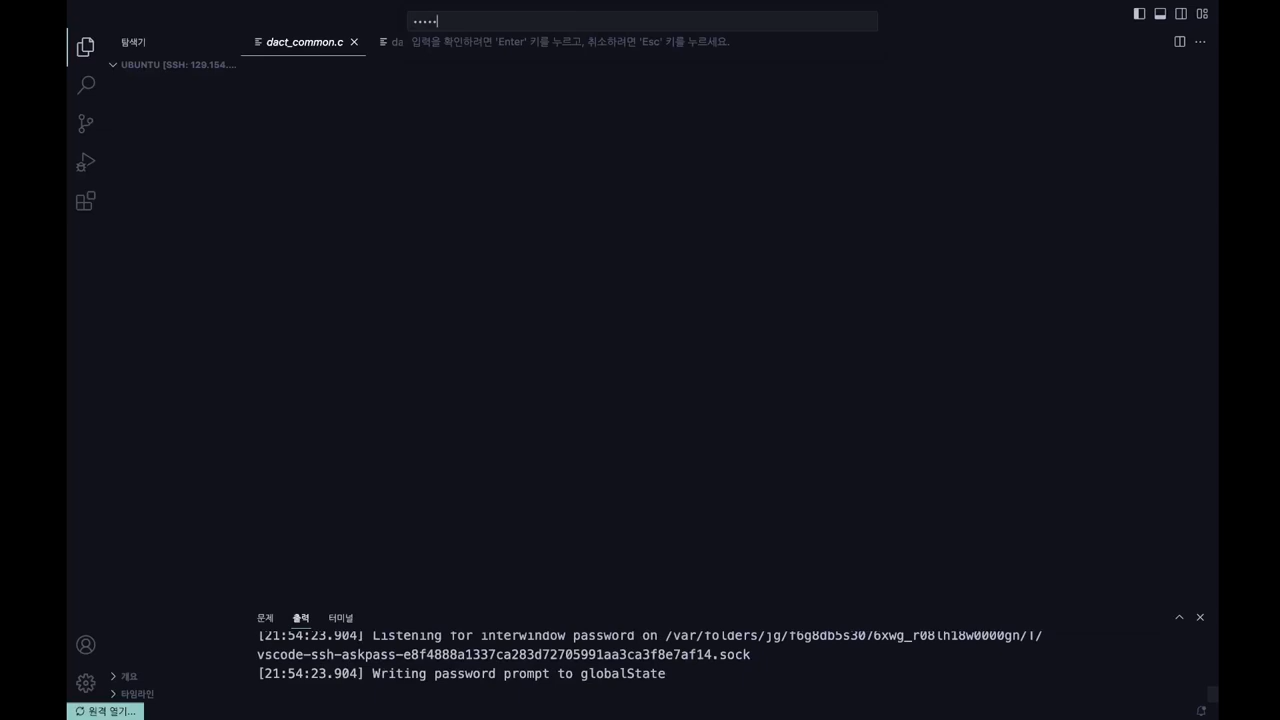 •••••
탐색기
dact_common.c
da
입력을 확인하려면 'Enter' 키를 누르고, 취소하려면 'Esc' 키를 누르세요.
UBUNTU [SSH: 129.154....
문제 출력 터미널
[21:54:23.904] Listening for interwindow password on /var/folders/jg/f6g8db5s3076xwg_r08lh18w0000gn/T/
vscode-ssh-askpass-e8f4888a1337ca283d72705991aa3ca3f8e7af14.sock
[21:54:23.904] Writing password prompt to globalState
개요
타임라인
원격 열기...